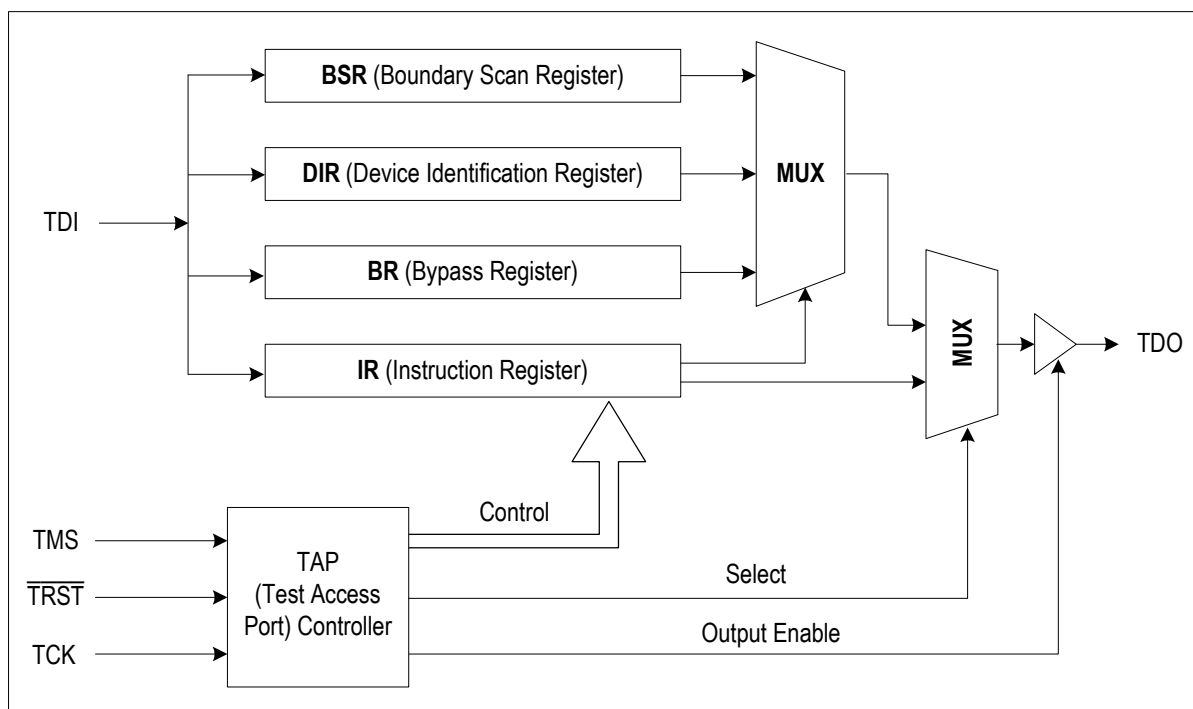 BSR (Boundary Scan Register)
DIR (Device Identification Register)
MUX
TDI
BR (Bypass Register)
IR (Instruction Register)
MUX
TDO
Control
TMS
TRST
TCK
TAP
(Test Access
Port) Controller
Select
Output Enable